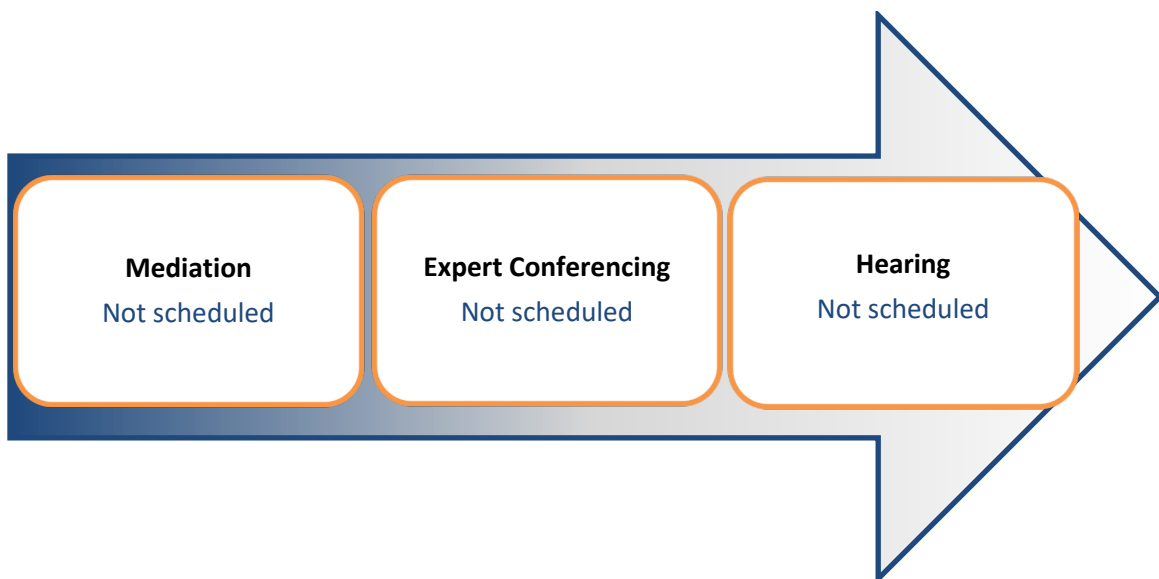 Mediation
Not scheduled
Expert Conferencing
Not scheduled
Hearing
Not scheduled